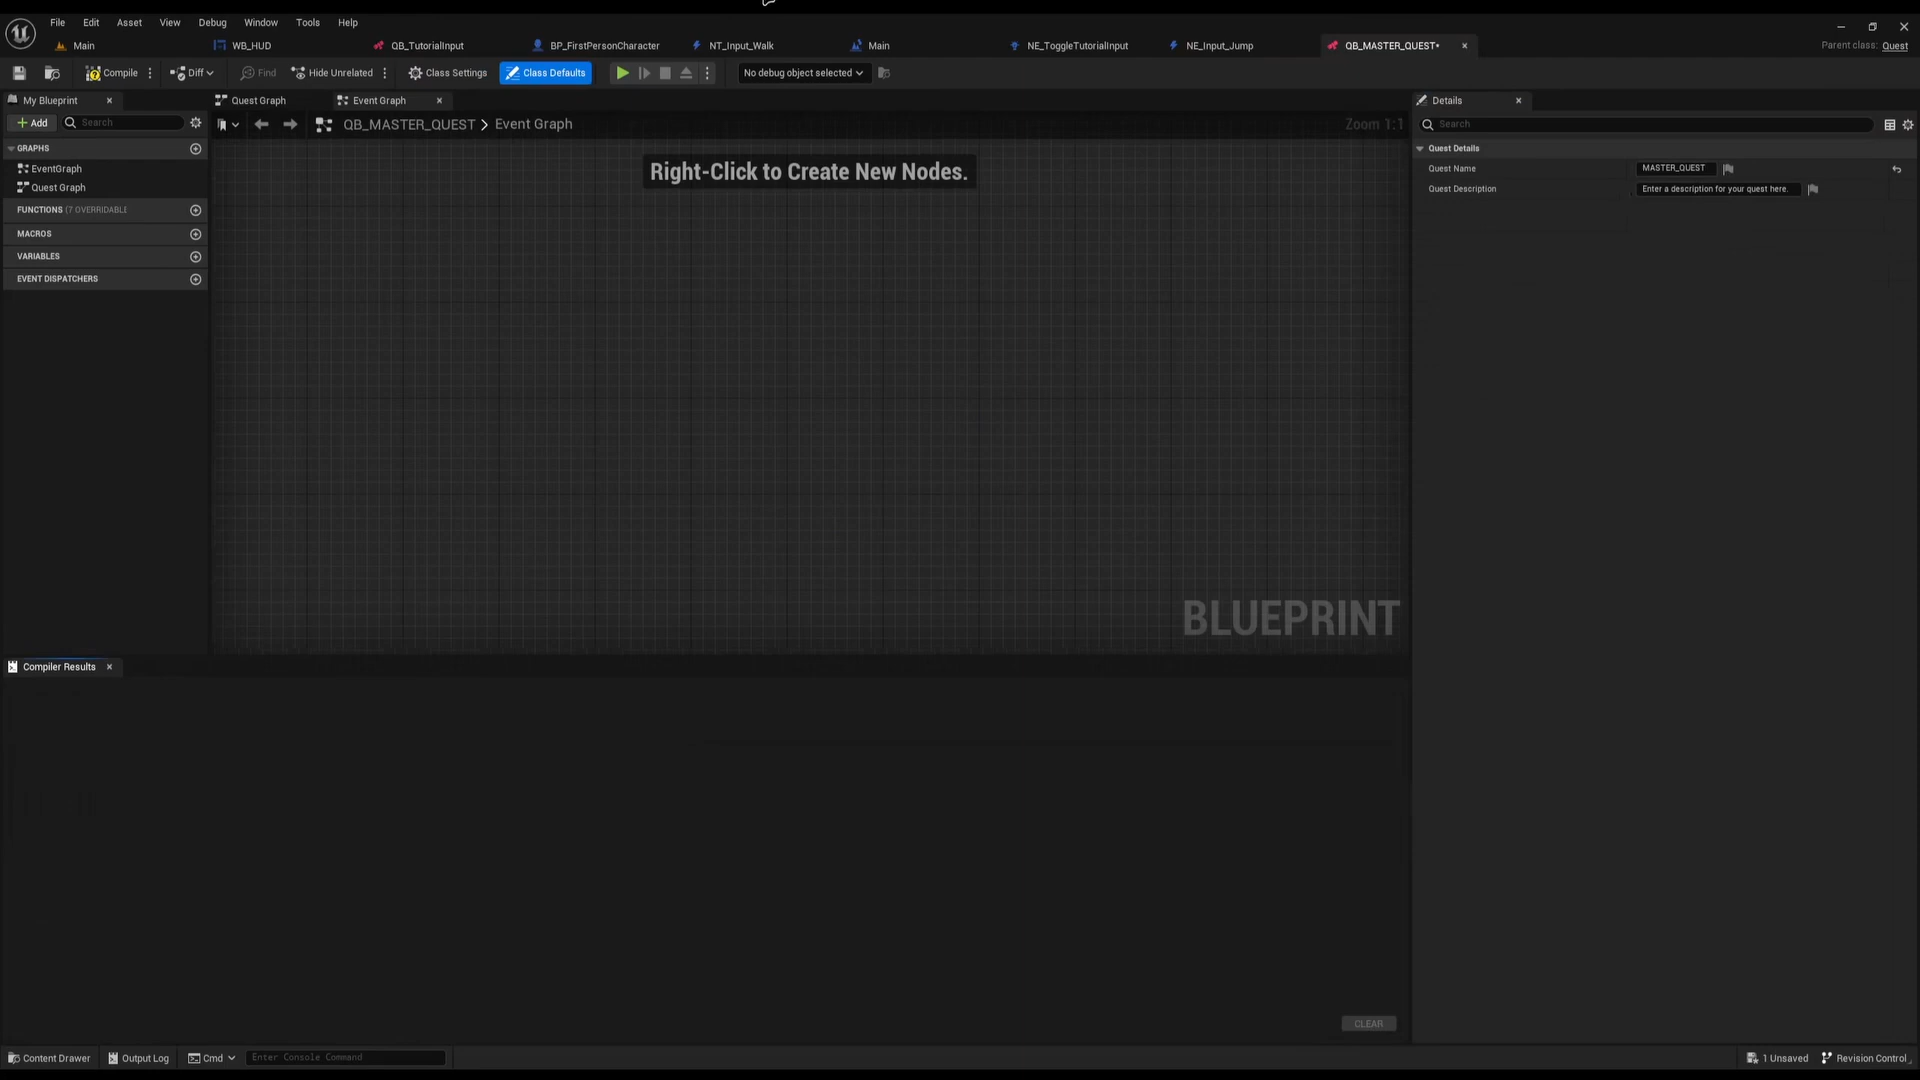 File Edit Asset View Debug Window Tools Help
Main WB_HUD QB_TutorialInput BP_FirstPersonCharacter NT_Input_Walk Main NE_ToggleTutorialInput NE_Input_Jump QB_MASTER_QUEST* Parent class: Quest
Compile Diff Find Hide Unrelated Class Settings Class Defaults No debug object selected
My Blueprint Quest Graph Event Graph Details
Add Search QB_MASTER_QUEST > Event Graph Zoom 1:1 Search
GRAPHS Quest Details
EventGraph Right-Click to Create New Nodes. Quest Name MASTER_QUEST
Quest Graph Quest Description Enter a description for your quest here.
FUNCTIONS (7 OVERRIDABLE
MACROS
VARIABLES
EVENT DISPATCHERS
BLUEPRINT
Compiler Results
CLEAR
Content Drawer Output Log Cmd Enter Console Command 1 Unsaved Revision Control